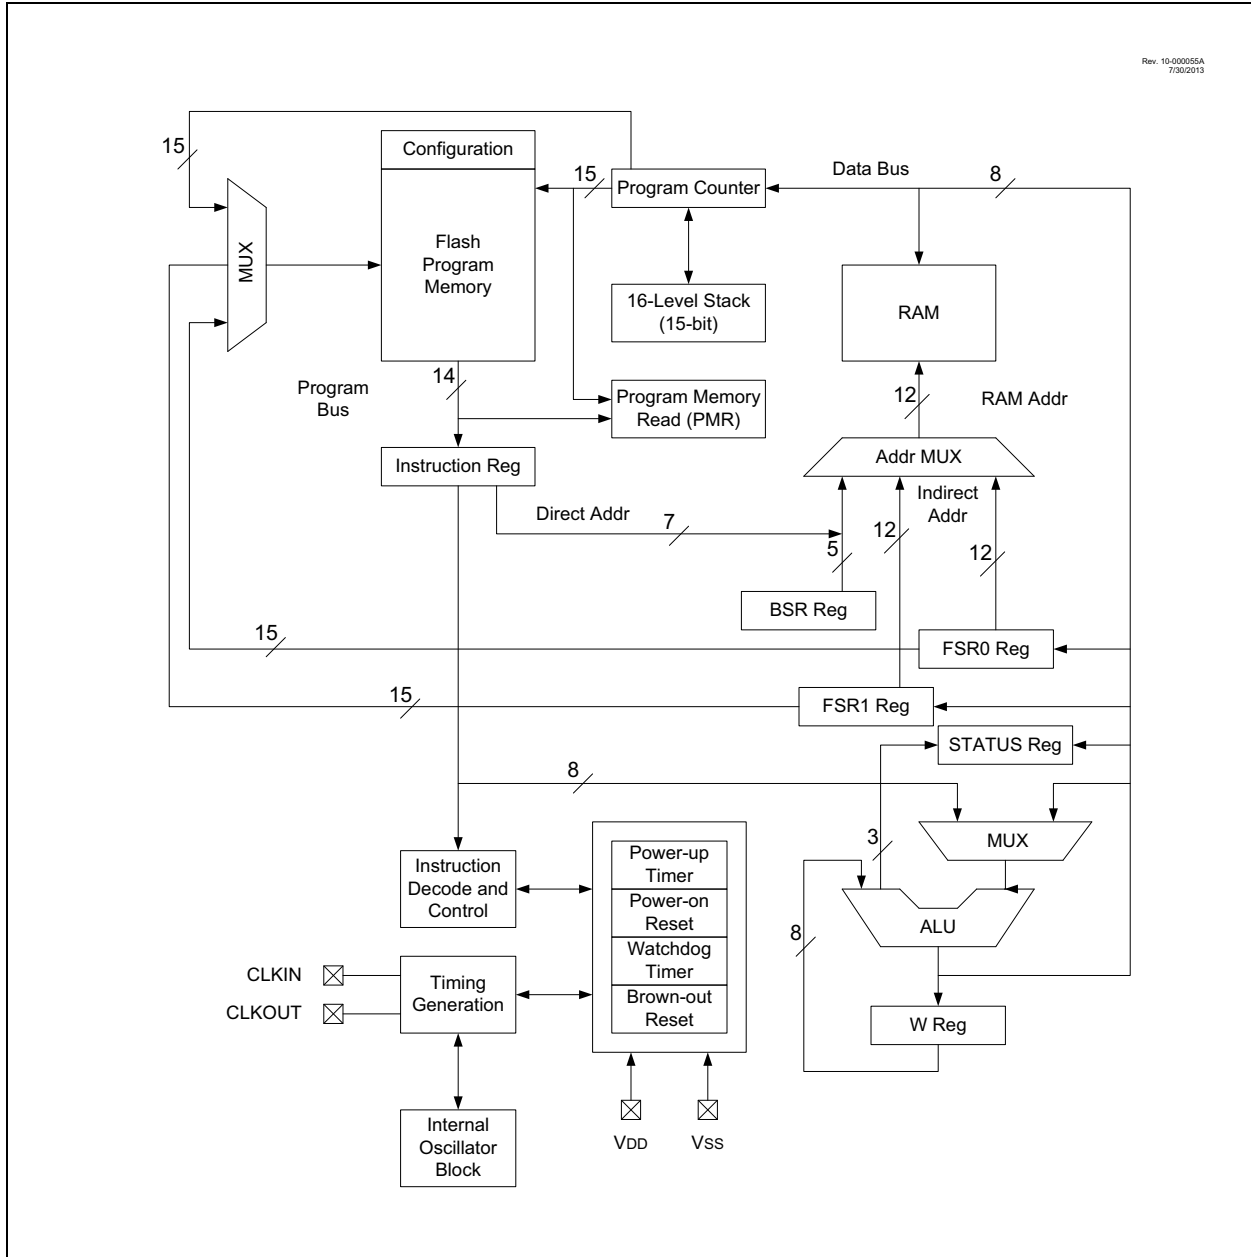 Rev. 10-000055A
7/30/2013
15
Configuration
15
Program Counter
Data Bus
8
MUX
Flash
Program
Memory
16-Level Stack
(15-bit)
RAM
Program
Bus
14
Program Memory
Read (PMR)
12
RAM Addr
Instruction Reg
Addr MUX
Direct Addr
7
Indirect
Addr
5
12
12
BSR Reg
15
FSR0 Reg
15
FSR1 Reg
STATUS Reg
8
3
MUX
Instruction
Decode and
Control
Power-up
Timer
Power-on
Reset
Watchdog
Timer
Brown-out
Reset
8
ALU
CLKIN
CLKOUT
Timing
Generation
W Reg
Internal
Oscillator
Block
VDD
VSS